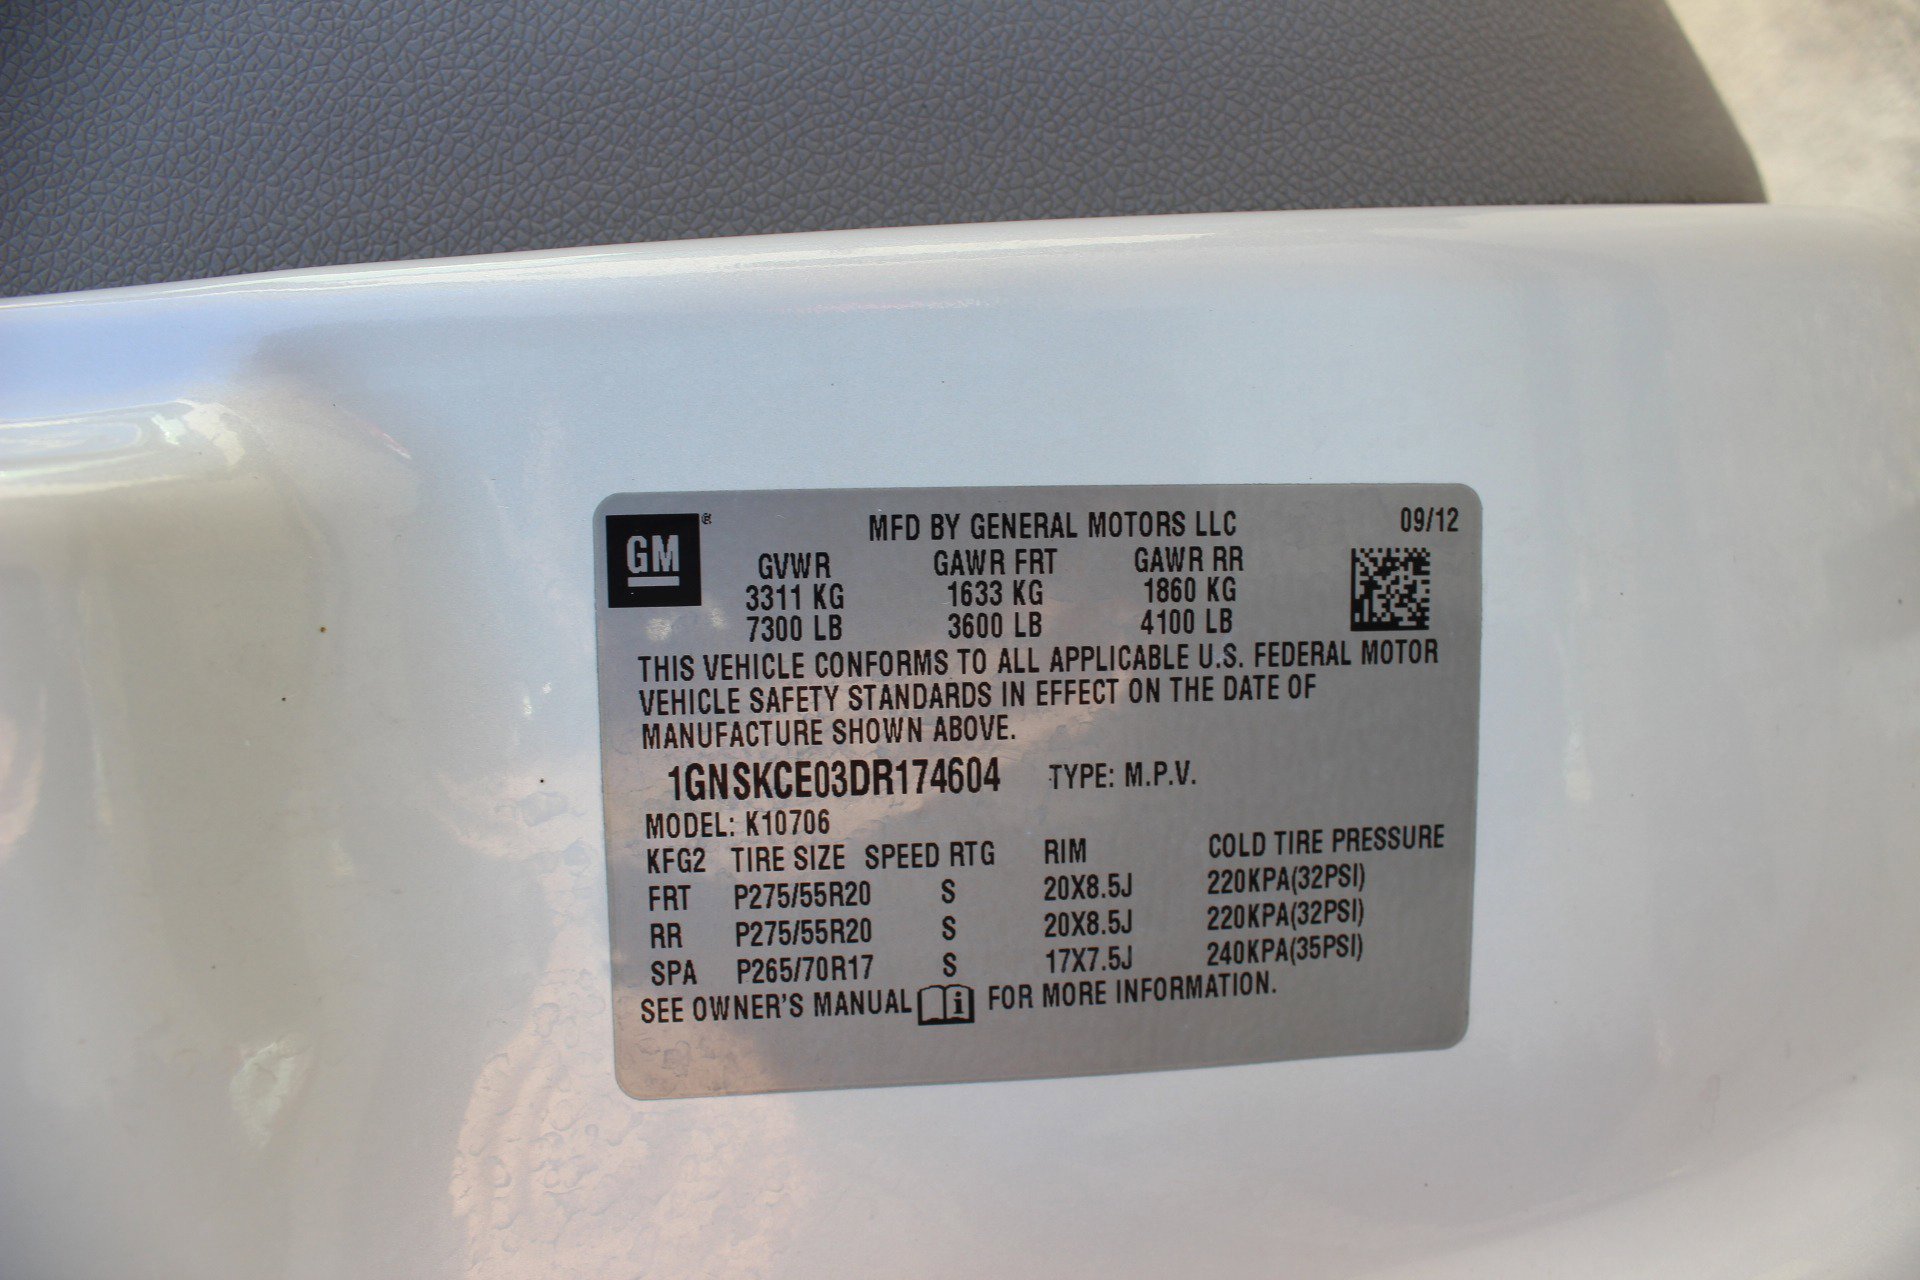 GM ® MFD BY GENERAL MOTORS LLC 09/12
GVWR GAWR FRT GAWR RR
3311 KG 1633 KG 1860 KG
7300 LB 3600 LB 4100 LB
THIS VEHICLE CONFORMS TO ALL APPLICABLE U.S. FEDERAL MOTOR
VEHICLE SAFETY STANDARDS IN EFFECT ON THE DATE OF
MANUFACTURE SHOWN ABOVE.
1GNSKCE03DR174604 TYPE: M.P.V.
MODEL: K10706
KFG2 TIRE SIZE SPEED RTG RIM COLD TIRE PRESSURE
FRT P275/55R20 S 20X8.5J 220KPA(32PSI)
RR P275/55R20 S 20X8.5J 220KPA(32PSI)
SPA P265/70R17 S 17X7.5J 240KPA(35PSI)
SEE OWNER'S MANUAL i FOR MORE INFORMATION.